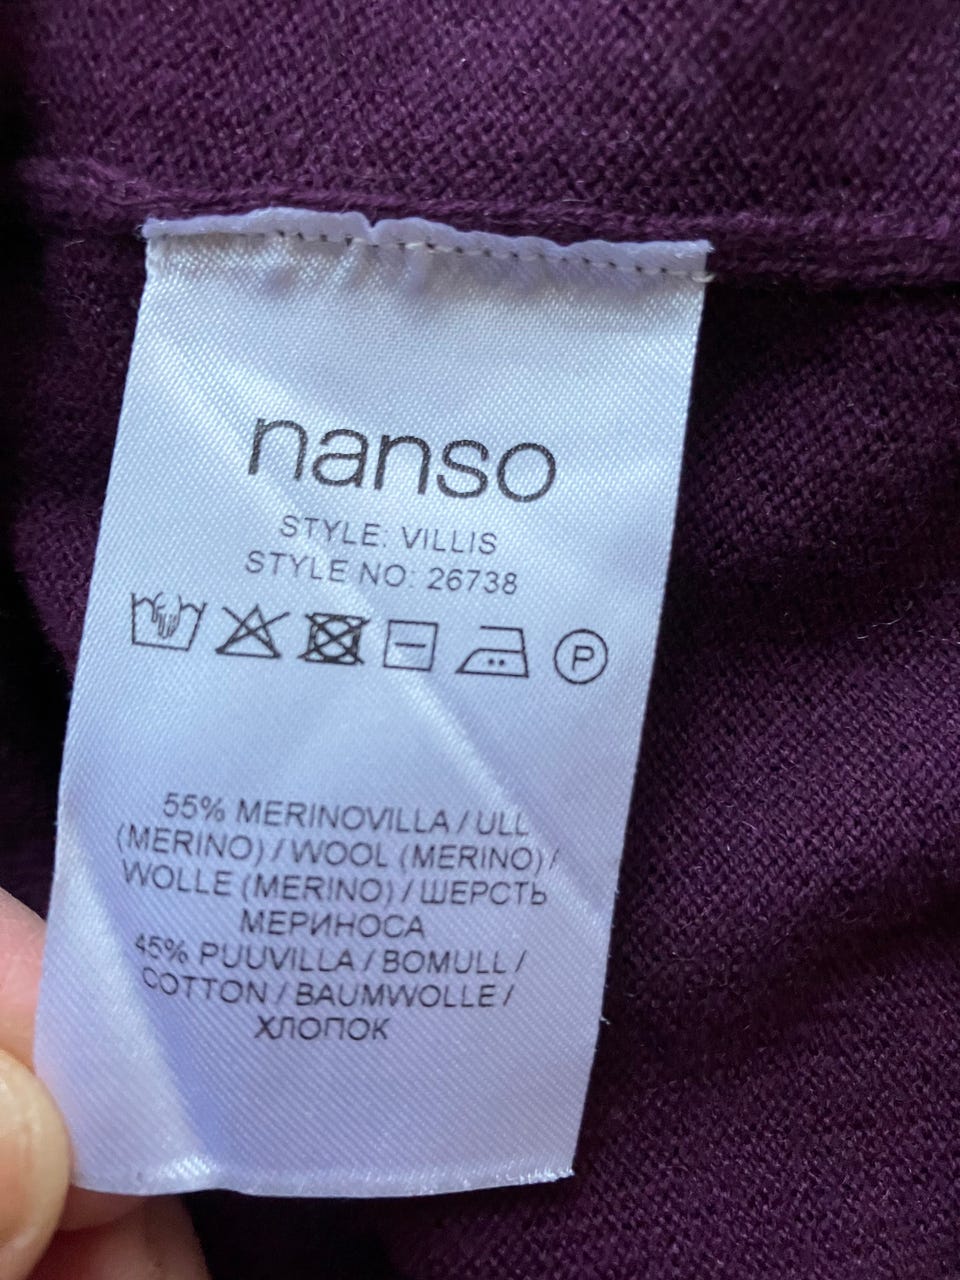 nanso
STYLE: VILLIS
STYLE NO: 26738
P
55% MERINOVILLA / ULL
(MERINO) / WOOL (MERINO) /
WOLLE (MERINO) / ШЕРСТЬ
МЕРИНОСА
45% PUUVILLA / BOMULL /
COTTON / BAUMWOLLE /
ХЛОПОК